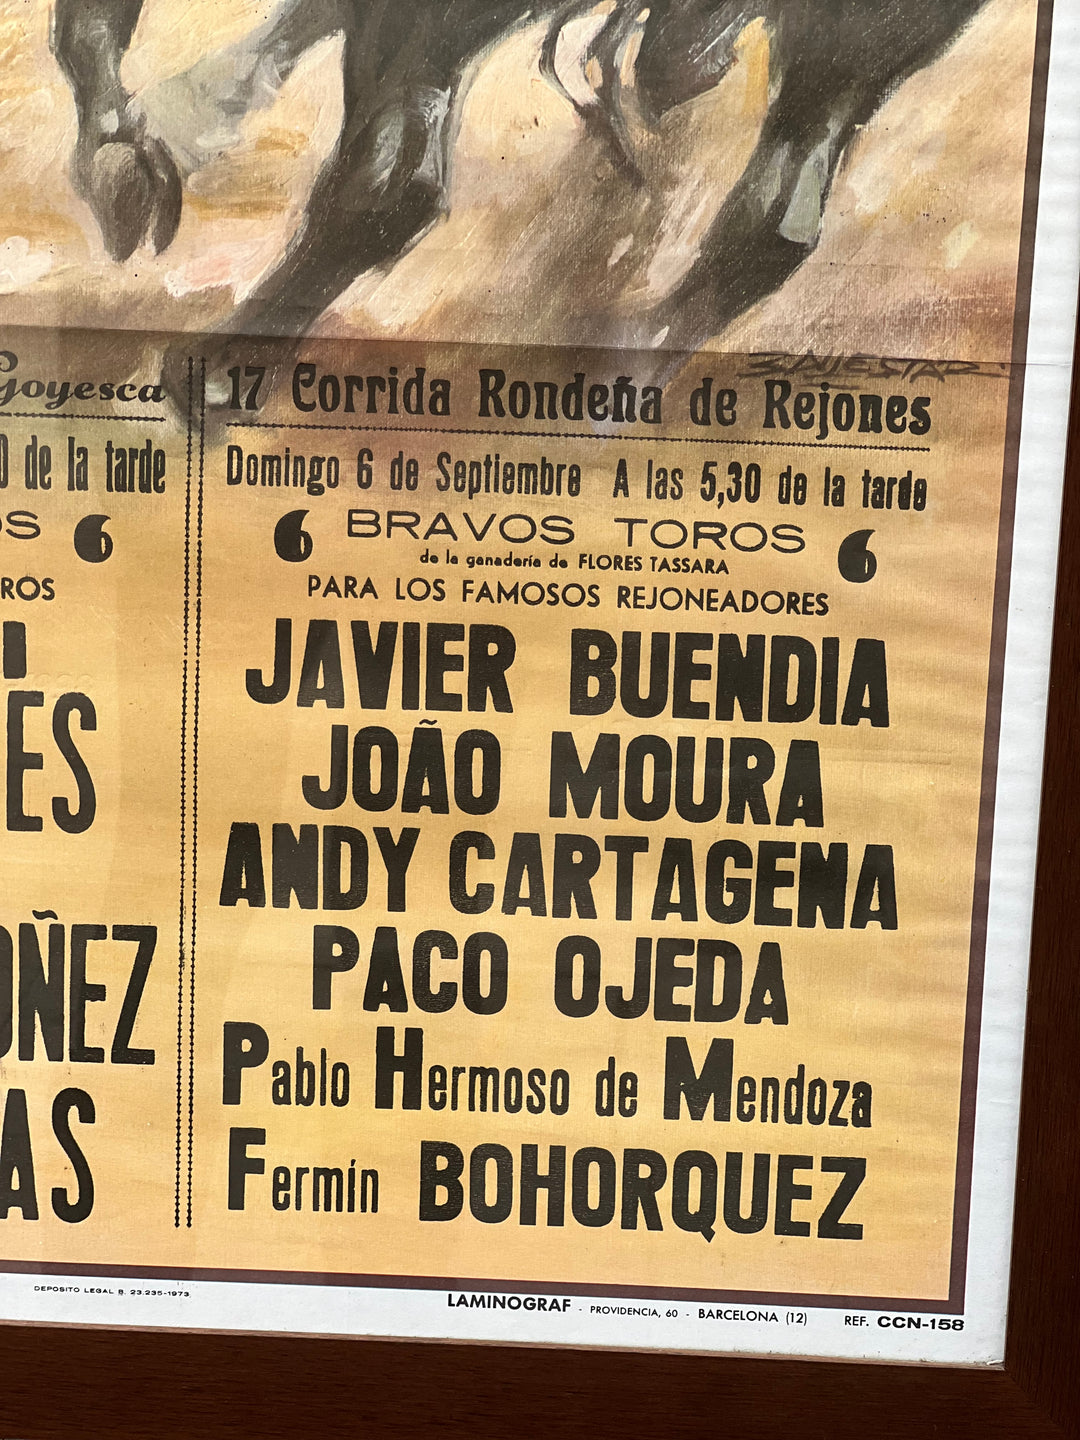 Goyesca
0 de la tarde
OS 6
ROS
ES
OÑEZ
AS
17 Corrida Rondeña de Rejones
Domingo 6 de Septiembre A las 5,30 de la tarde
6 BRAVOS TOROS 6
de la ganadería de FLORES TASSARA
PARA LOS FAMOSOS REJONEADORES
JAVIER BUENDIA
JOÃO MOURA
ANDY CARTAGENA
PACO OJEDA
Pablo Hermoso de Mendoza
Fermín BOHORQUEZ
BALLESTAR
DEPOSITO LEGAL B. 23.235-1973
LAMINOGRAF - PROVIDENCIA, 60 - BARCELONA (12) REF. CCN-158